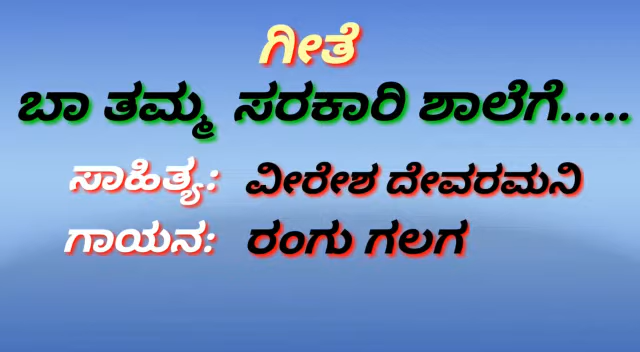 ಗೀತೆ
ಬಾ ತಮ್ಮ ಸರಕಾರಿ ಶಾಲೆಗೆ.....
ಸಾಹಿತ್ಯ: ವೀರೇಶ ದೇವರಮನಿ
ಗಾಯನ: ರಂಗು ಗಲಗ